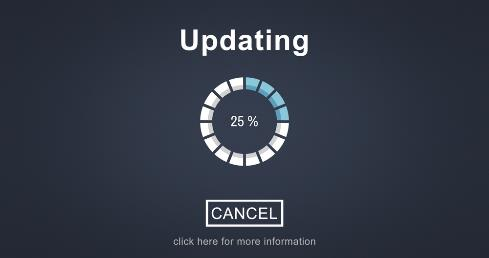 Updating
25 %
CANCEL
click here for more information